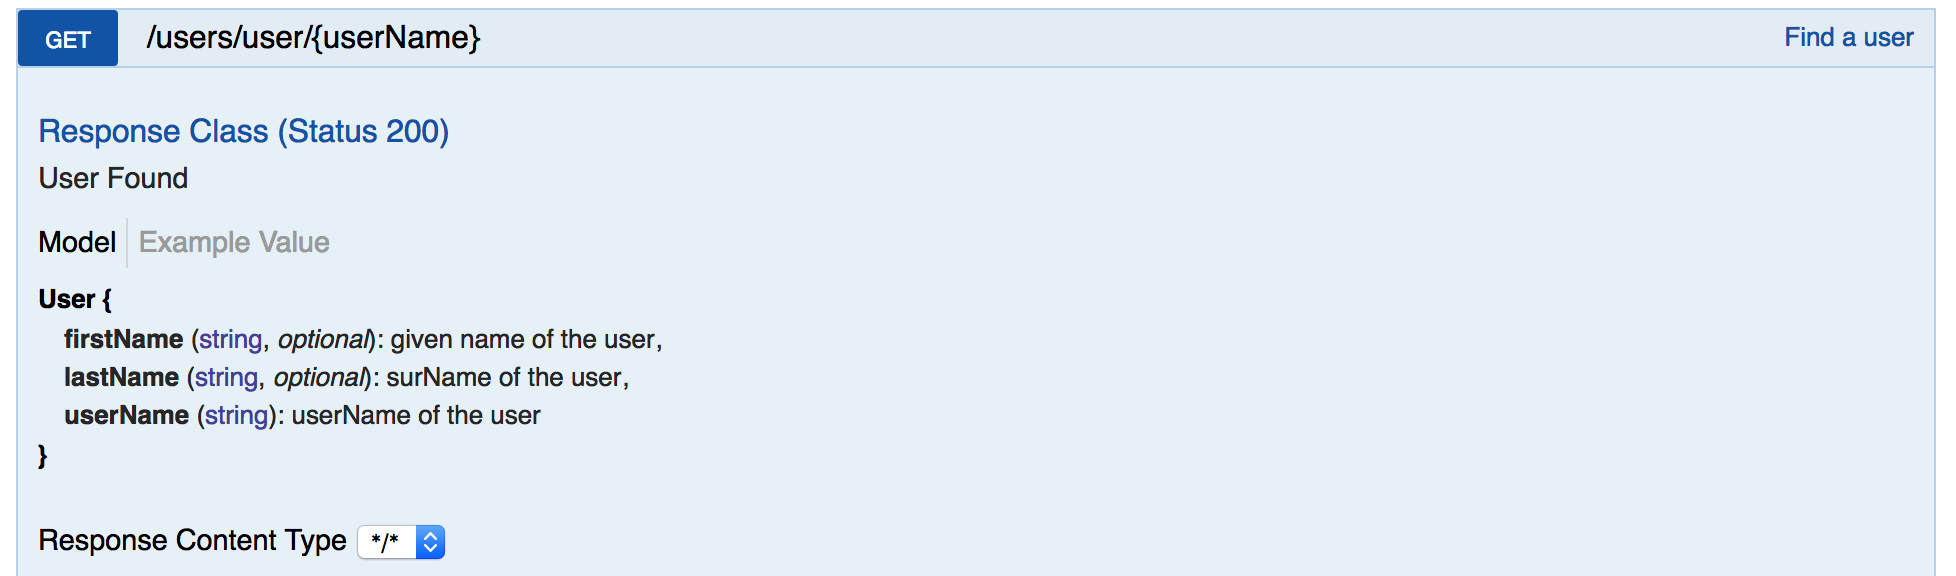 GET /users/user/{userName} Find a user
Response Class (Status 200)
User Found
Model Example Value
User {
firstName (string, optional): given name of the user,
lastName (string, optional): surName of the user,
userName (string): userName of the user
}
Response Content Type */*